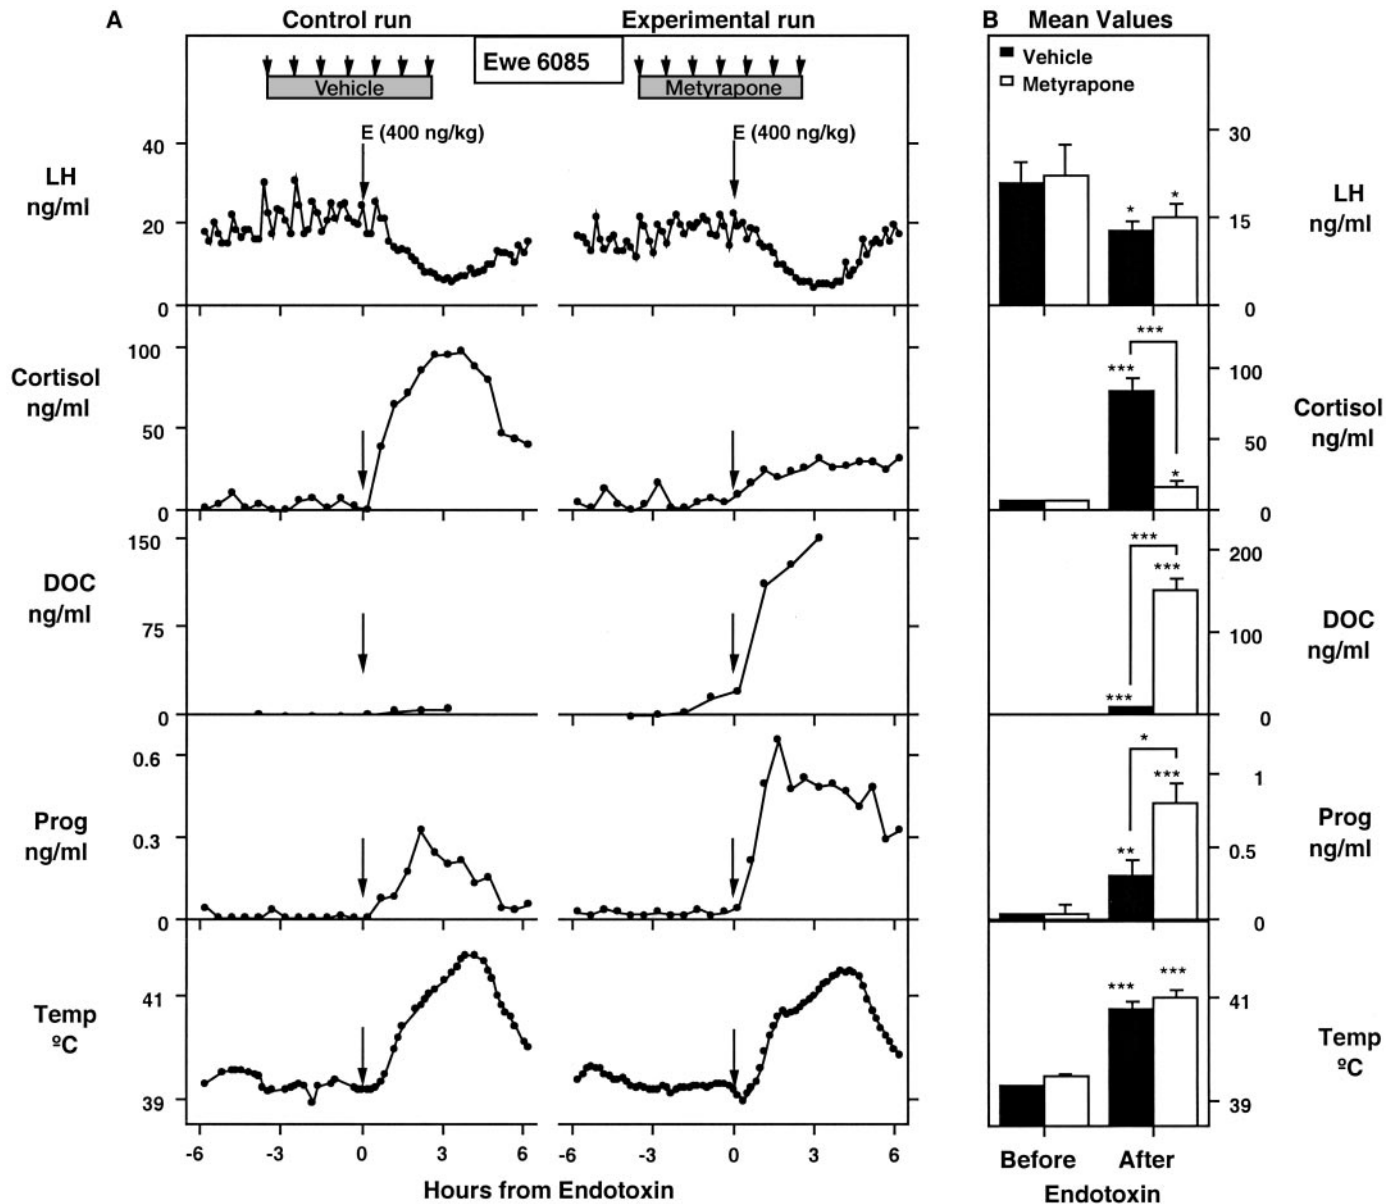 A Control run Experimental run B Mean Values
Ewe 6085
Vehicle
Metyrapone
Vehicle
Metyrapone
E (400 ng/kg)
E (400 ng/kg)
LH
ng/ml
40
20
0
30
15
0
LH
ng/ml
* *
Cortisol
ng/ml
100
50
0
100
50
0
Cortisol
ng/ml
***
***
*
DOC
ng/ml
150
75
0
200
100
0
DOC
ng/ml
***
***
***
Prog
ng/ml
0.6
0.3
0
1
0.5
0
Prog
ng/ml
*
***
**
Temp
ºC
41
39
41
39
Temp
ºC
*** ***
-6 -3 0 3 6 -6 -3 0 3 6
Before After
Hours from Endotoxin
Endotoxin